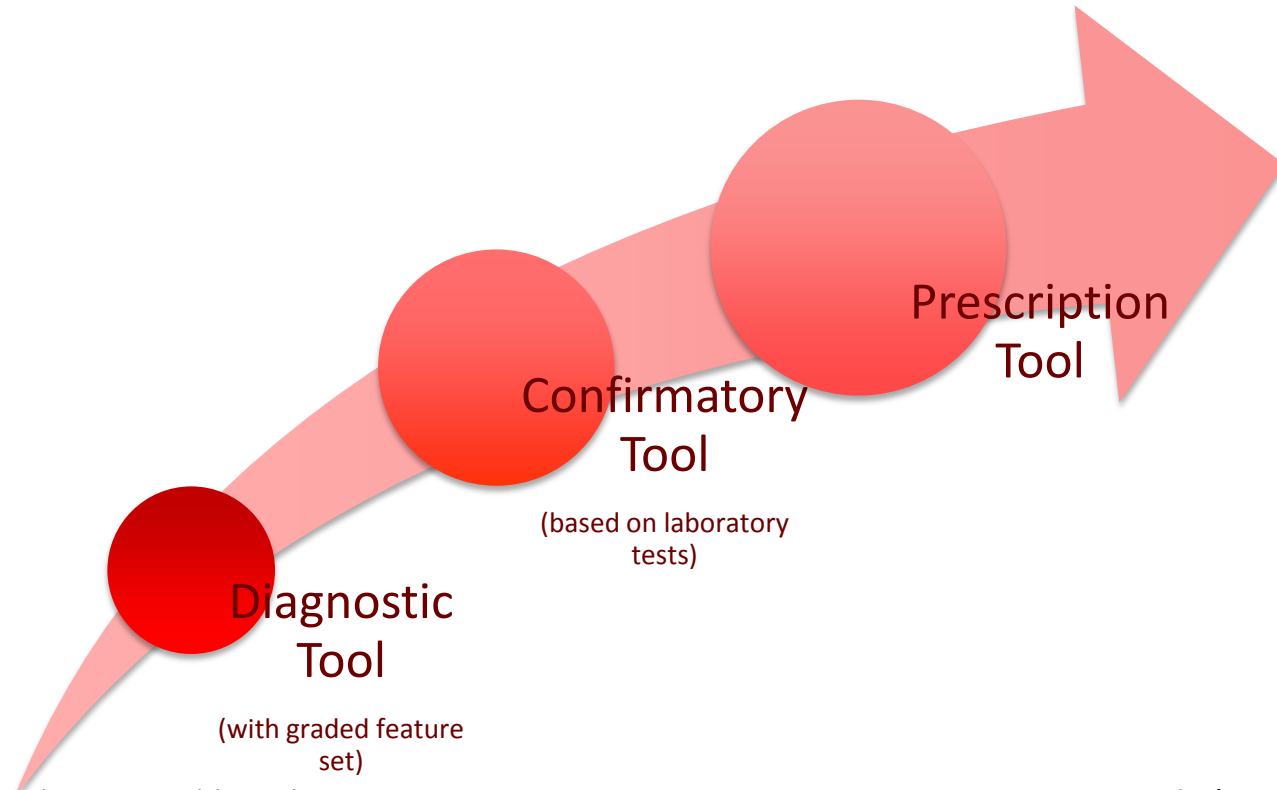 Prescription
Tool
Confirmatory
Tool
(based on laboratory
tests)
Diagnostic
Tool
(with graded feature
set)